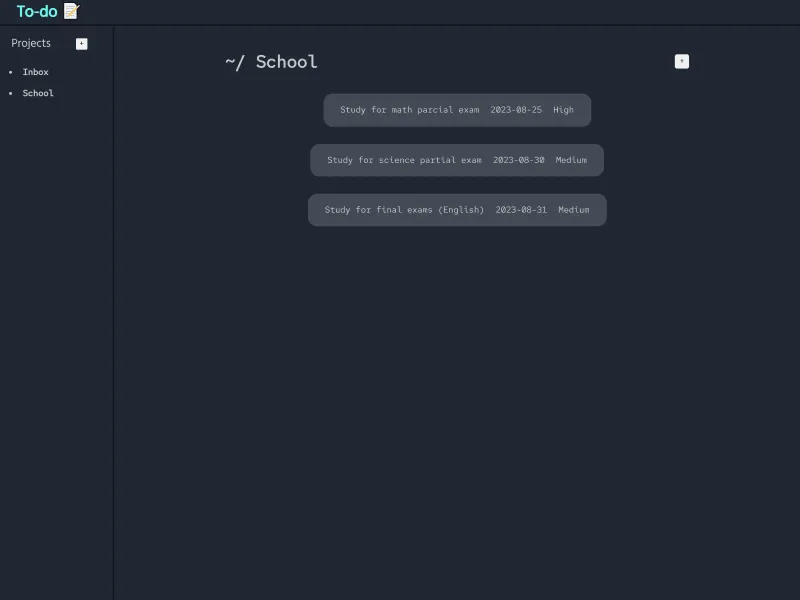 To-do 📝
Projects +
Inbox
School
~/ School +
Study for math parcial exam 2023-08-25 High
Study for science partial exam 2023-08-30 Medium
Study for final exams (English) 2023-08-31 Medium